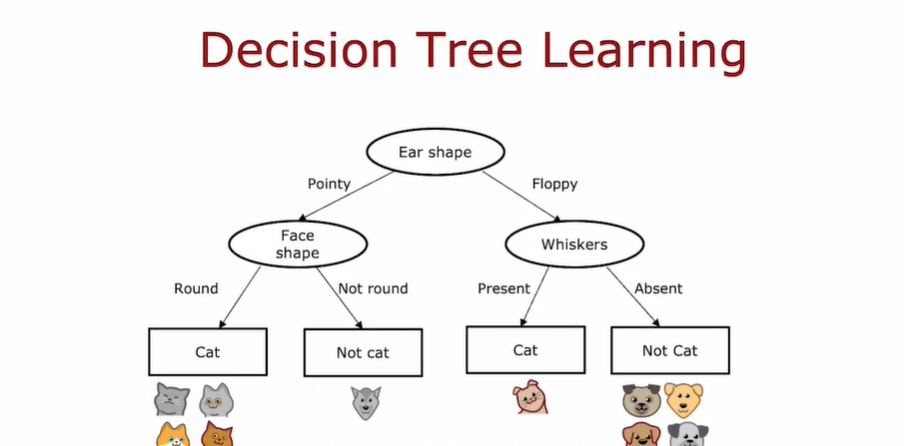 Decision Tree Learning
Ear shape
Pointy
Floppy
Face
shape
Whiskers
Round
Not round
Present
Absent
Cat
Not cat
Cat
Not Cat